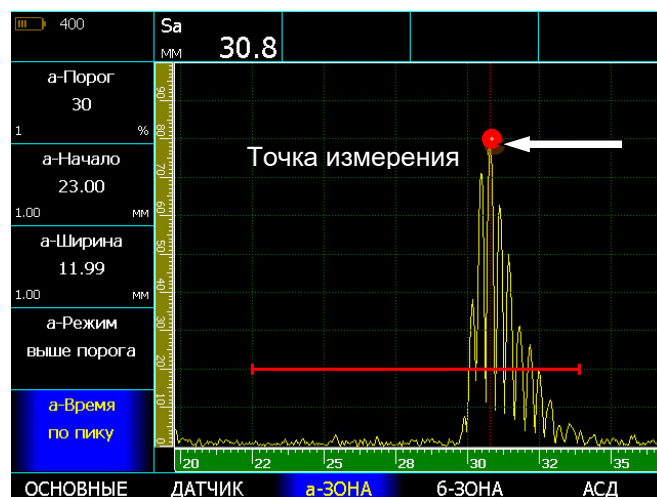 400
Sa
мм 30.8
а-Порог
30
1 %
а-Начало
23.00
1.00 мм
а-Ширина
11.99
1.00 мм
а-Режим
выше порога
а-Время
по пику
Точка измерения
90
80
70
60
50
40
30
20
10
0
20 22 25 28 30 32 35
ОСНОВНЫЕ ДАТЧИК а-ЗОНА б-ЗОНА АСД